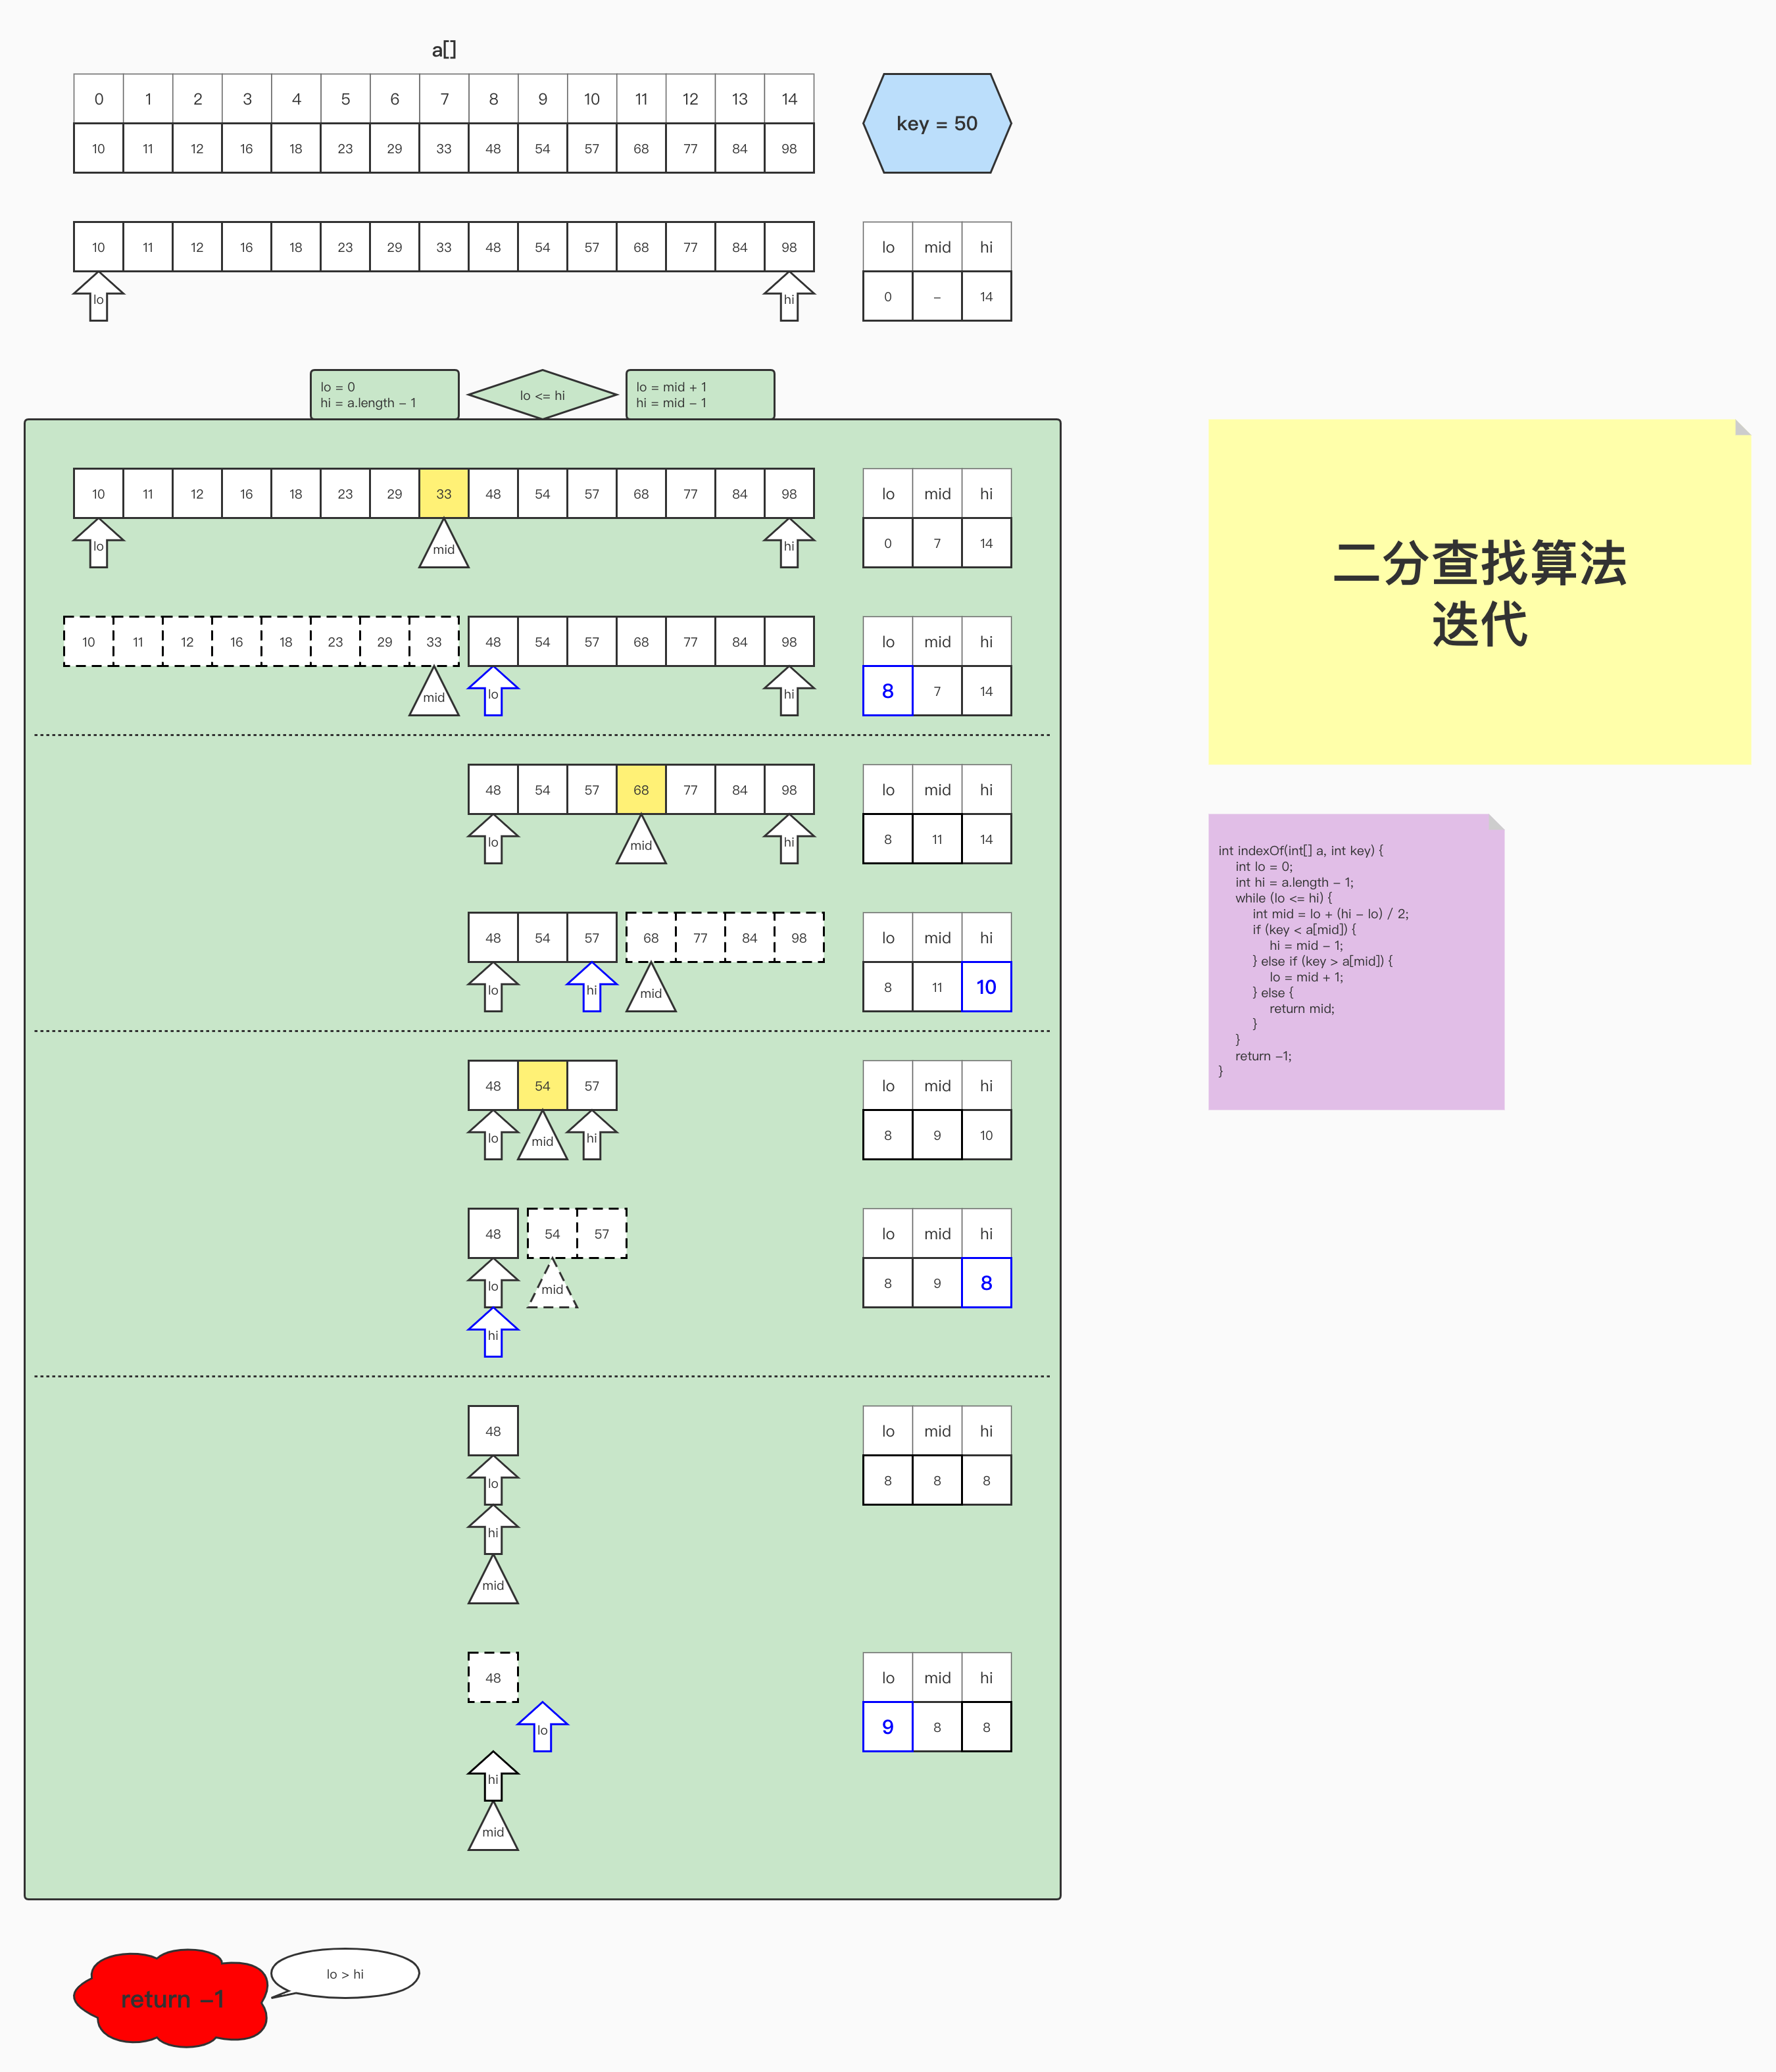 a[]
0 1 2 3 4 5 6 7 8 9 10 11 12 13 14
10 11 12 16 18 23 29 33 48 54 57 68 77 84 98
key = 50
10 11 12 16 18 23 29 33 48 54 57 68 77 84 98
lo hi
lo mid hi
0 – 14
lo = 0
hi = a.length – 1
lo <= hi
lo = mid + 1
hi = mid – 1
10 11 12 16 18 23 29 33 48 54 57 68 77 84 98
lo mid hi
lo mid hi
0 7 14
10 11 12 16 18 23 29 33 48 54 57 68 77 84 98
mid lo hi
lo mid hi
8 7 14
48 54 57 68 77 84 98
lo mid hi
lo mid hi
8 11 14
48 54 57 68 77 84 98
lo hi mid
lo mid hi
8 11 10
48 54 57
lo mid hi
lo mid hi
8 9 10
48 54 57
lo mid
hi
lo mid hi
8 9 8
48
lo
hi
mid
lo mid hi
8 8 8
48
lo
hi
mid
lo mid hi
9 8 8
return –1
lo > hi
二分查找算法
迭代
int indexOf(int[] a, int key) {
int lo = 0;
int hi = a.length – 1;
while (lo <= hi) {
int mid = lo + (hi – lo) / 2;
if (key < a[mid]) {
hi = mid – 1;
} else if (key > a[mid]) {
lo = mid + 1;
} else {
return mid;
}
}
return –1;
}